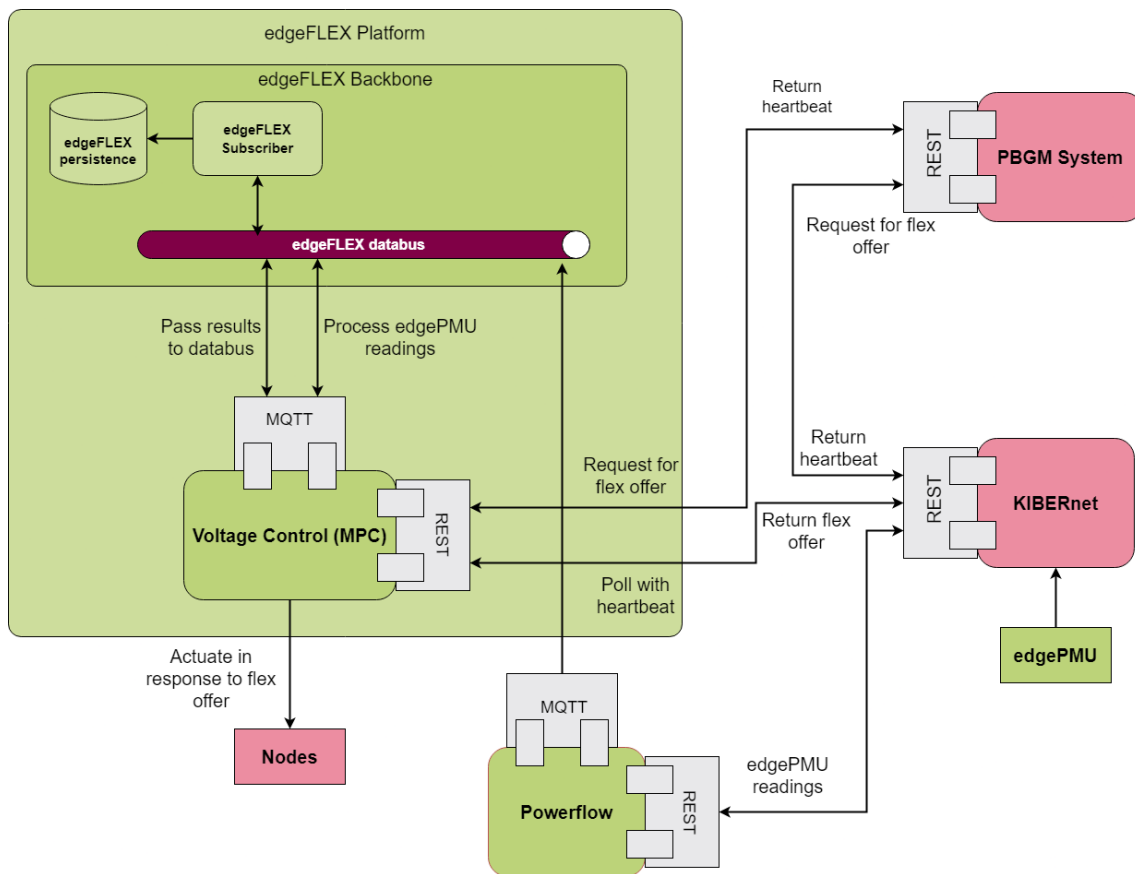 edgeFLEX Platform
edgeFLEX Backbone
edgeFLEX
persistence
edgeFLEX
Subscriber
edgeFLEX databus
Pass results
to databus
Process edgePMU
readings
MQTT
Voltage Control (MPC)
REST
Request for
flex offer
Poll with
heartbeat
Actuate in
response to flex
offer
Nodes
Return
heartbeat
REST
PBGM System
Request for flex
offer
Return
heartbeat
REST
KIBERnet
Return flex
offer
edgePMU
MQTT
Powerflow
REST
edgePMU
readings